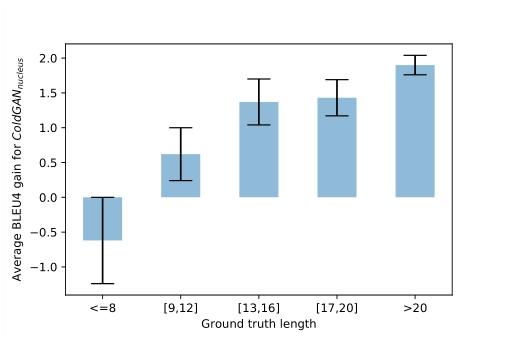 Average BLEU4 gain for ColdGAN_nucleus
2.0
1.5
1.0
0.5
0.0
−0.5
−1.0
<=8 [9,12] [13,16] [17,20] >20
Ground truth length